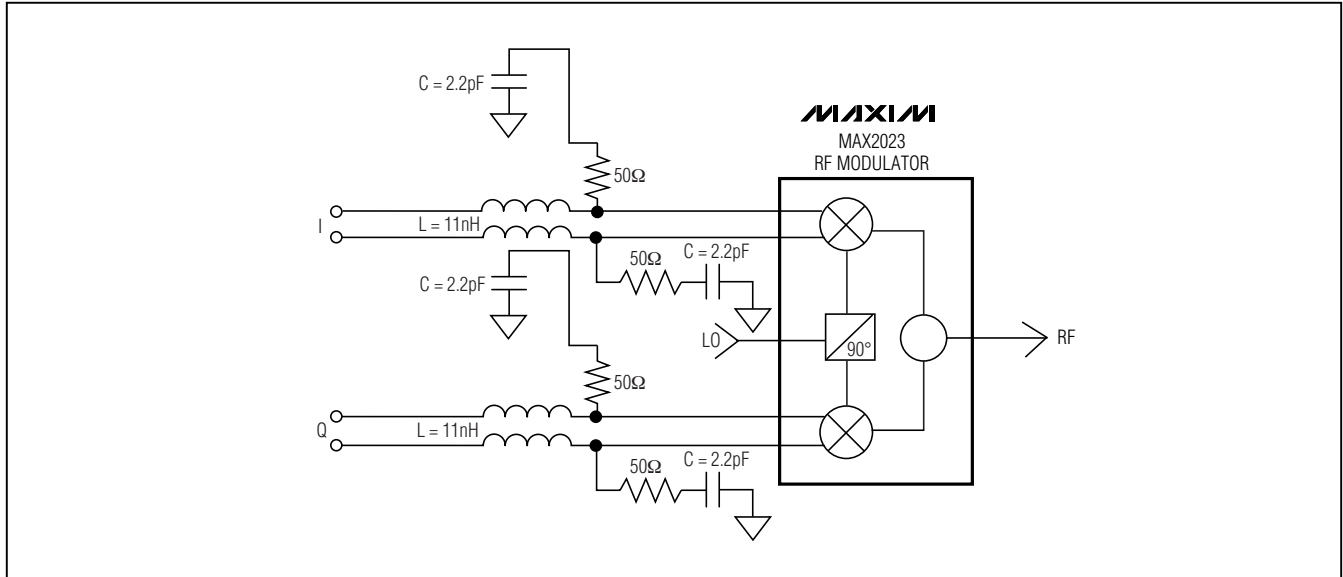 C = 2.2pF
MAXIM
MAX2023
RF MODULATOR
50Ω
I
L = 11nH
50Ω
C = 2.2pF
C = 2.2pF
LO
90°
RF
50Ω
Q
L = 11nH
50Ω
C = 2.2pF